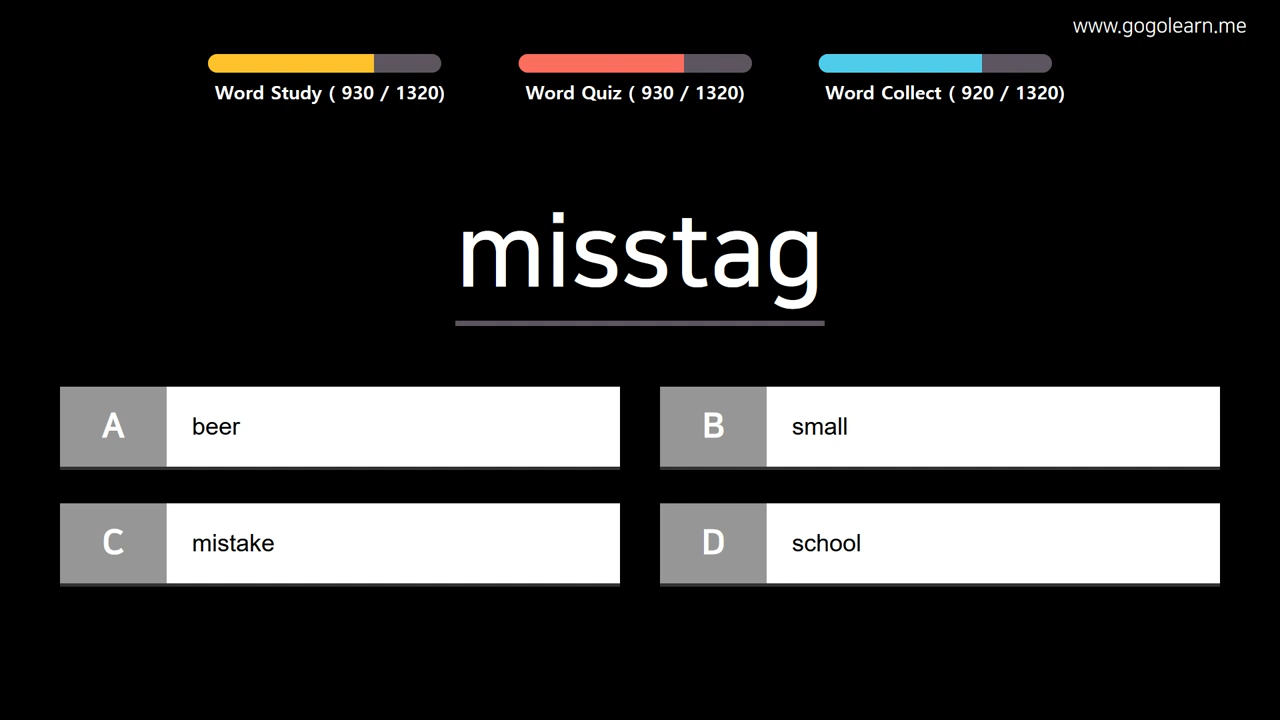 www.gogolearn.me
Word Study ( 930 / 1320)
Word Quiz ( 930 / 1320)
Word Collect ( 920 / 1320)
misstag
A beer
B small
C mistake
D school